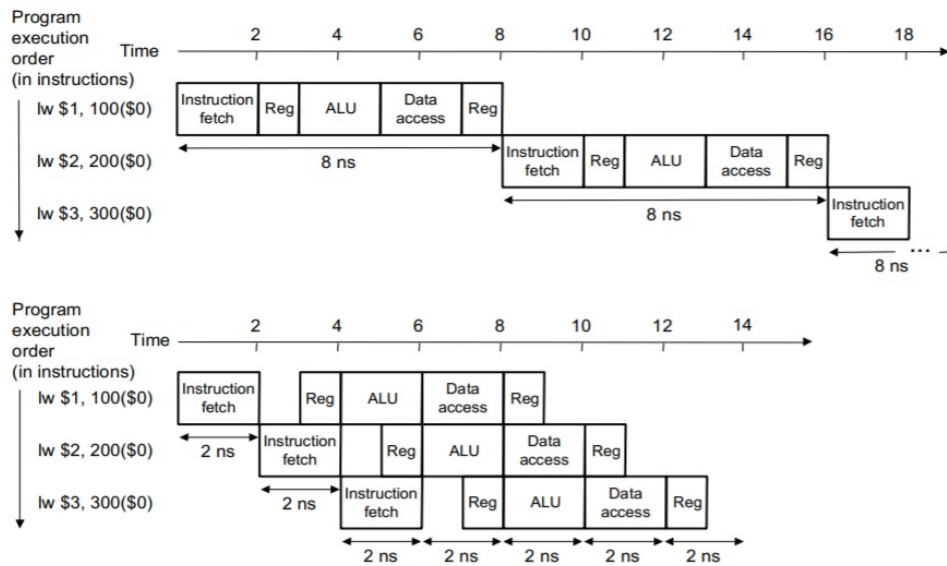 Program
execution
order
(in instructions)
Time
2 4 6 8 10 12 14 16 18
lw $1, 100($0)
Instruction
fetch
Reg
ALU
Data
access
Reg
8 ns
lw $2, 200($0)
Instruction
fetch
Reg
ALU
Data
access
Reg
8 ns
lw $3, 300($0)
Instruction
fetch
...
8 ns
Program
execution
order
(in instructions)
Time
2 4 6 8 10 12 14
lw $1, 100($0)
Instruction
fetch
Reg
ALU
Data
access
Reg
2 ns
lw $2, 200($0)
Instruction
fetch
Reg
ALU
Data
access
Reg
2 ns
lw $3, 300($0)
Instruction
fetch
Reg
ALU
Data
access
Reg
2 ns 2 ns 2 ns 2 ns 2 ns